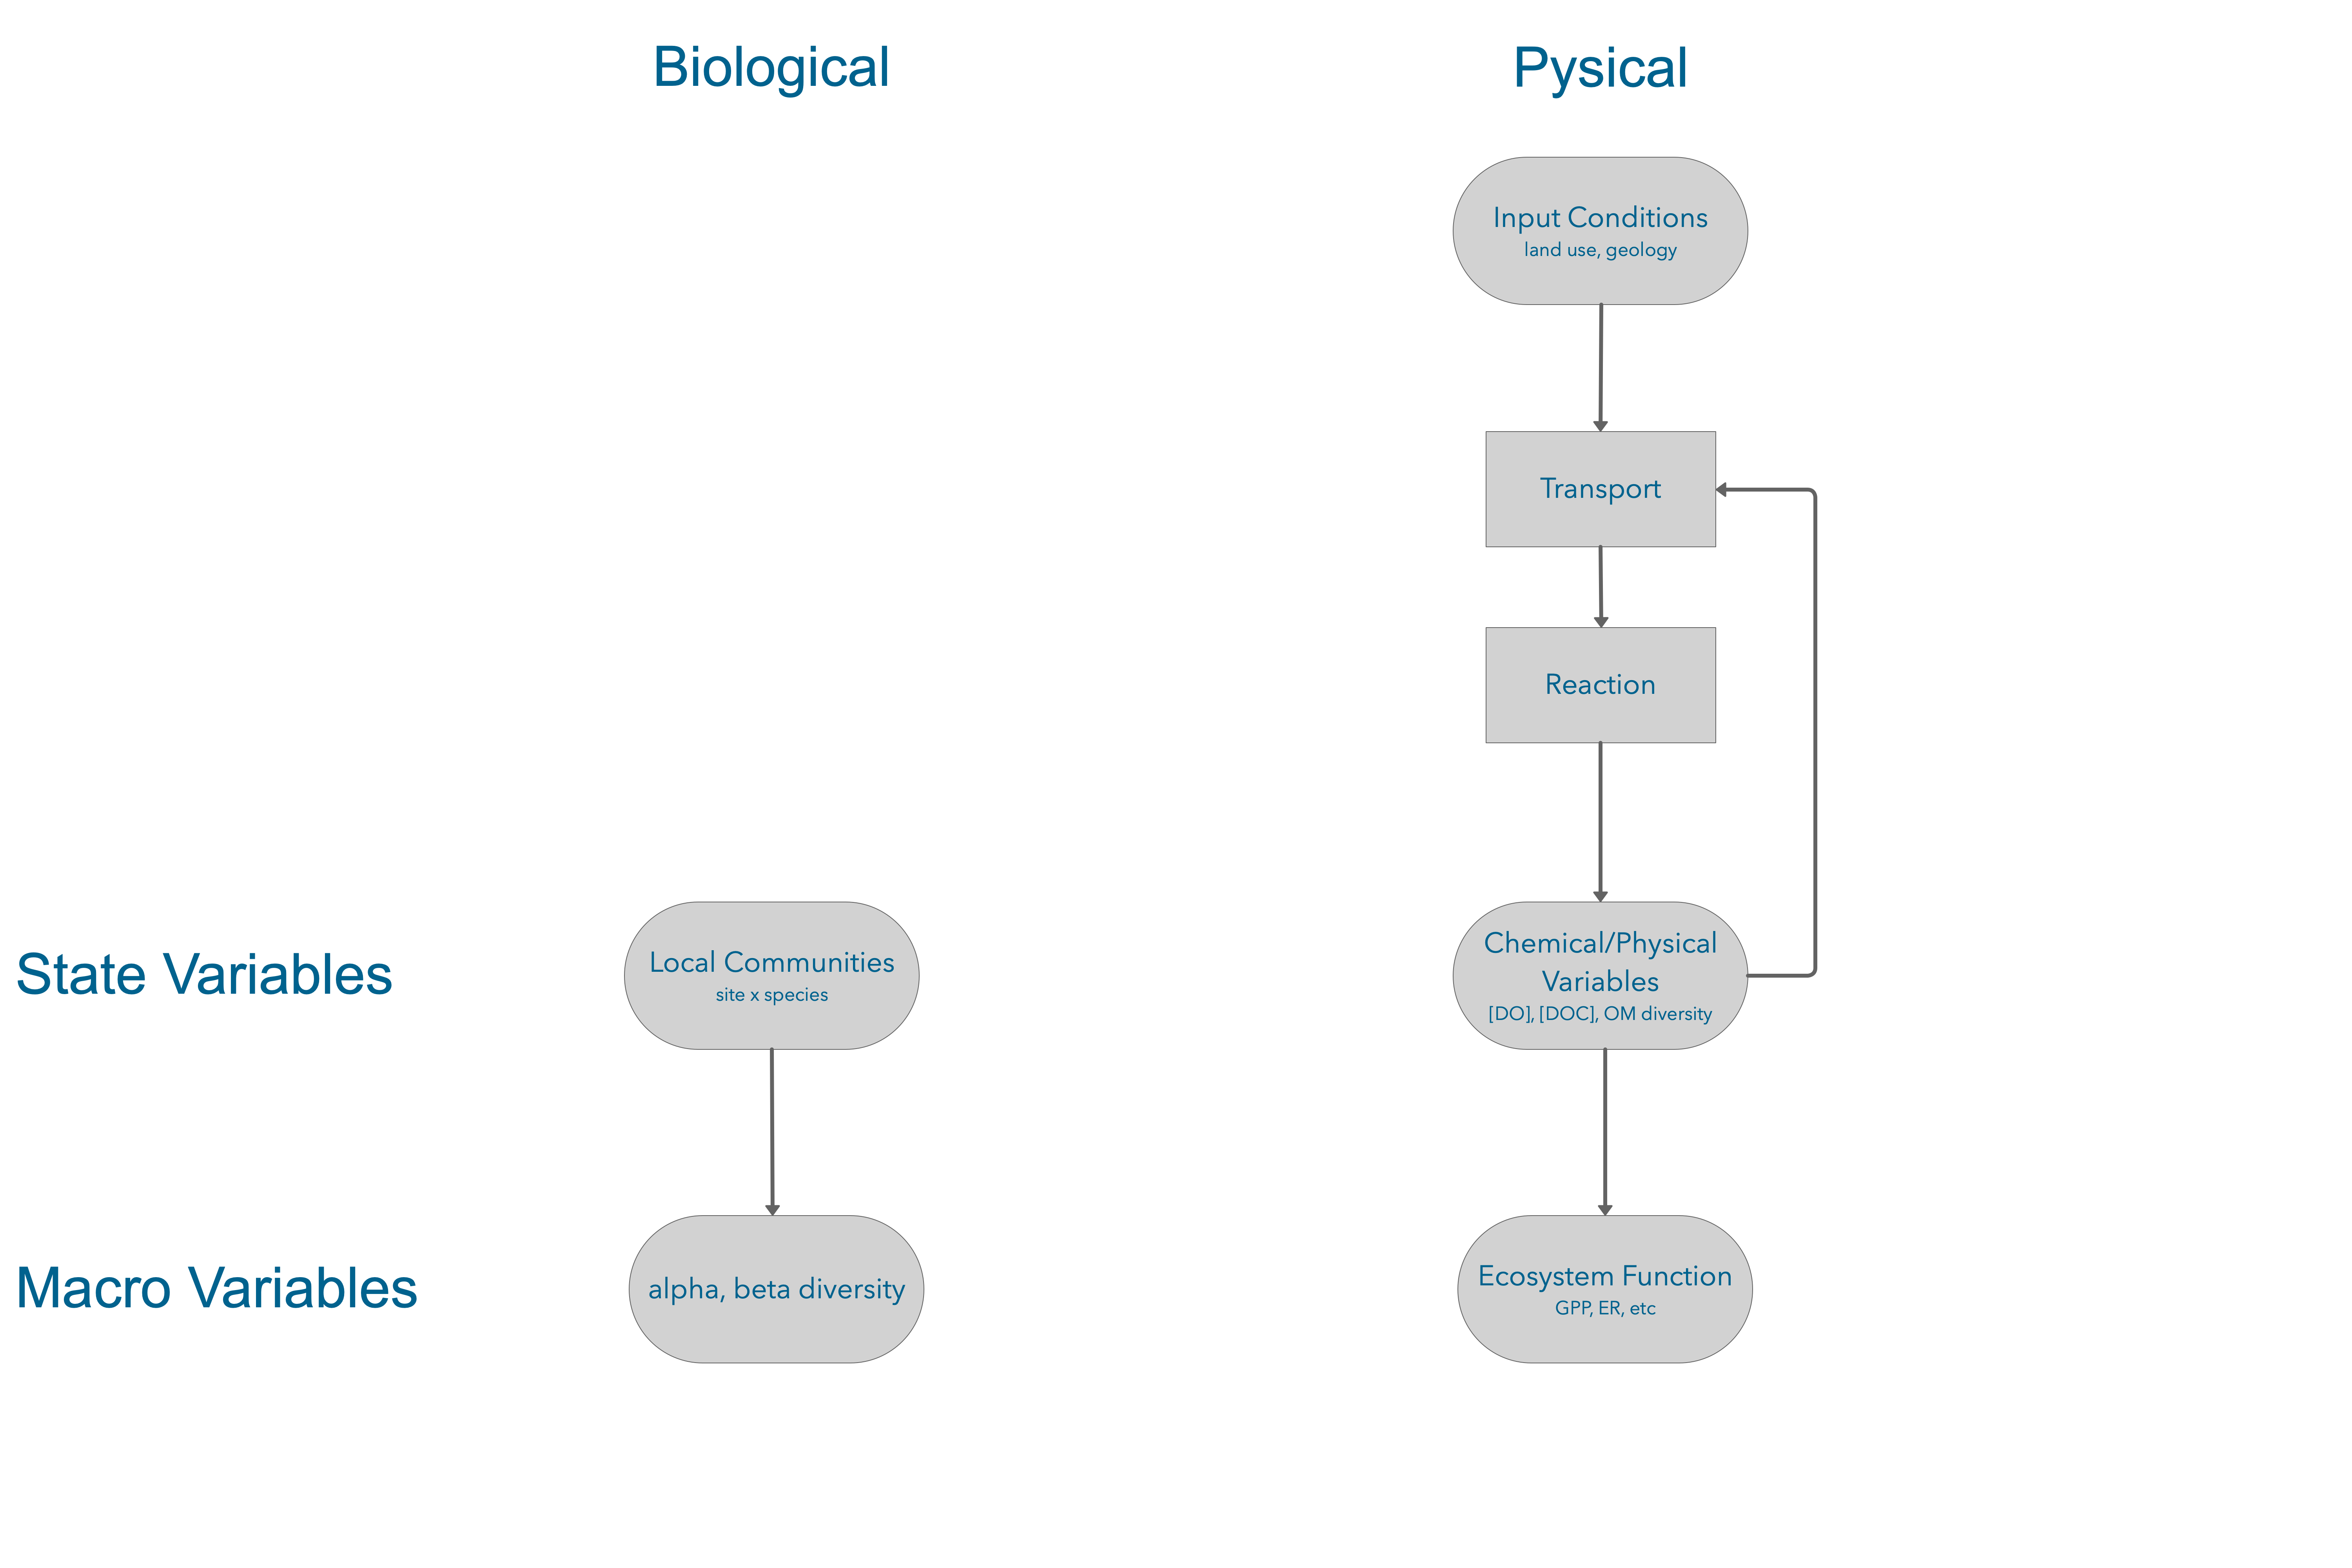 Biological
Pysical
Input Conditions
land use, geology
Transport
Reaction
State Variables
Local Communities
site x species
Chemical/Physical
Variables
[DO], [DOC], OM diversity
Macro Variables
alpha, beta diversity
Ecosystem Function
GPP, ER, etc